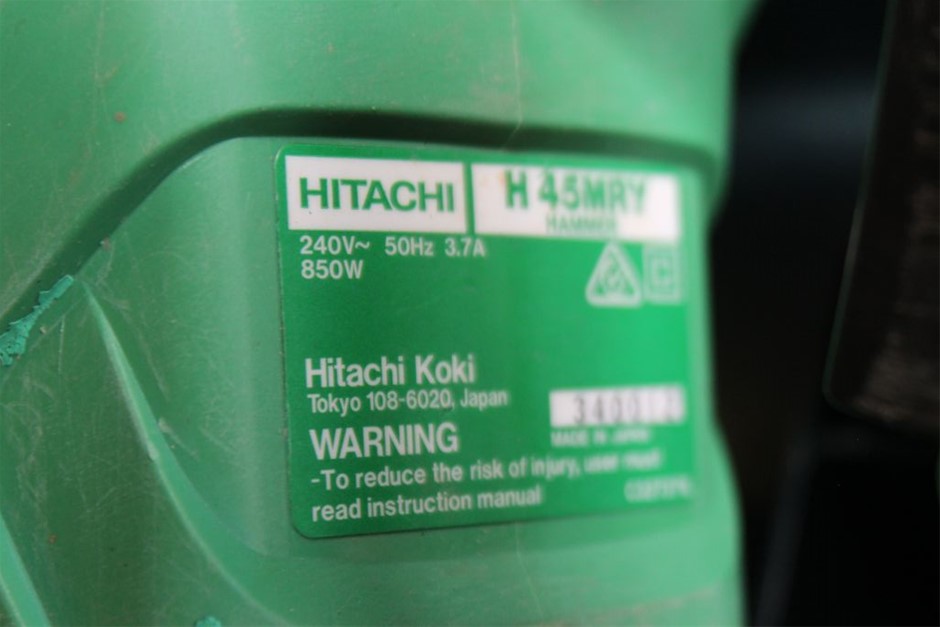 HITACHI
H 45MRY
HAMMER
240V~ 50Hz 3.7A
850W
Hitachi Koki
Tokyo 108-6020, Japan
MADE IN JAPAN
WARNING
-To reduce the risk of injury, user must
read instruction manual